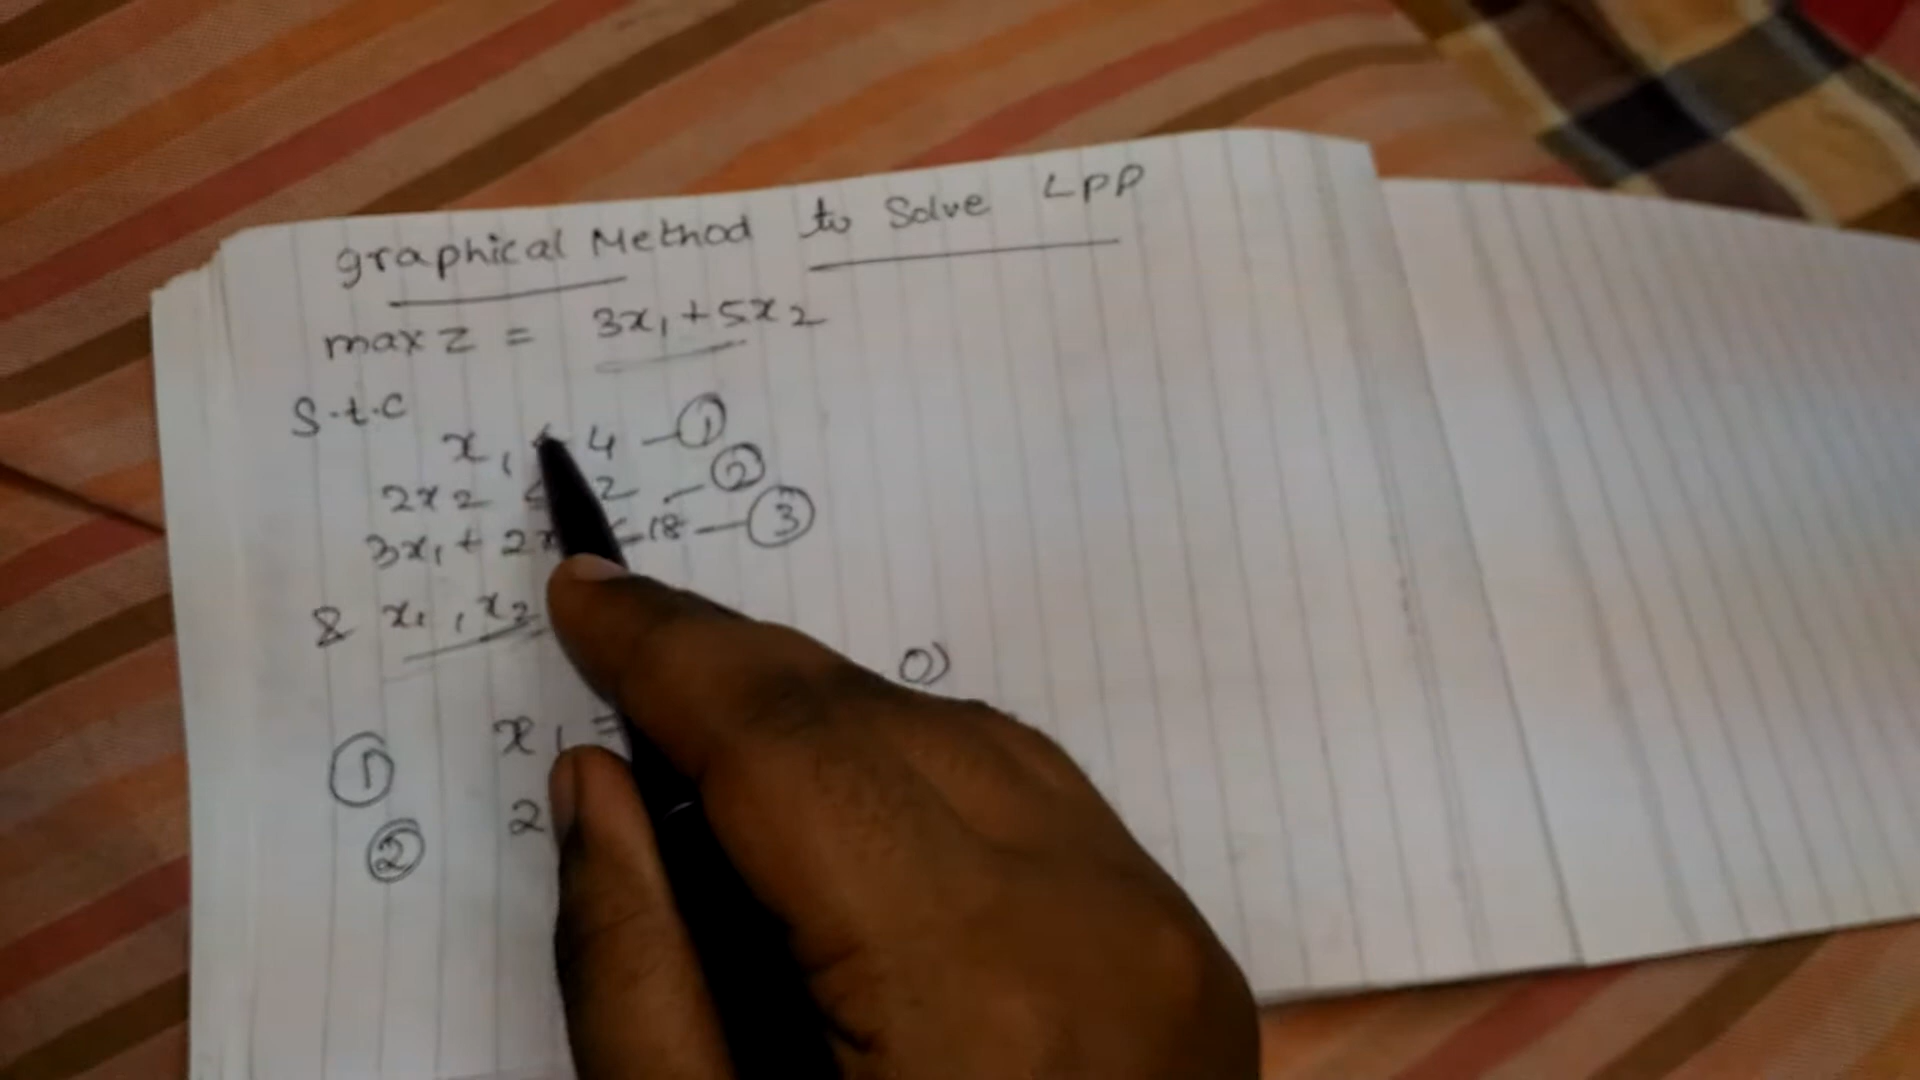 graphical Method to Solve LPP
max z = 3x₁ + 5x₂
S.t.c
x₁ 4 — ①
2x₂ 2 — ②
3x₁ + 2x ≤ 18 — ③
& x₁, x₂
0)
① x₁ =
② 2